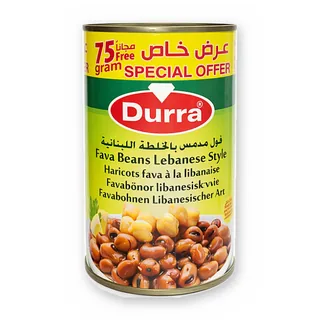 75 مجاناً عرض خاص
gram Free SPECIAL OFFER
Durra®
فول مدمس بالخلطة اللبنانية
Fava Beans Lebanese Style
Haricots fava à la libanaise
Favabönor libanesisk-vie
Favabohnen Libanesischer Art